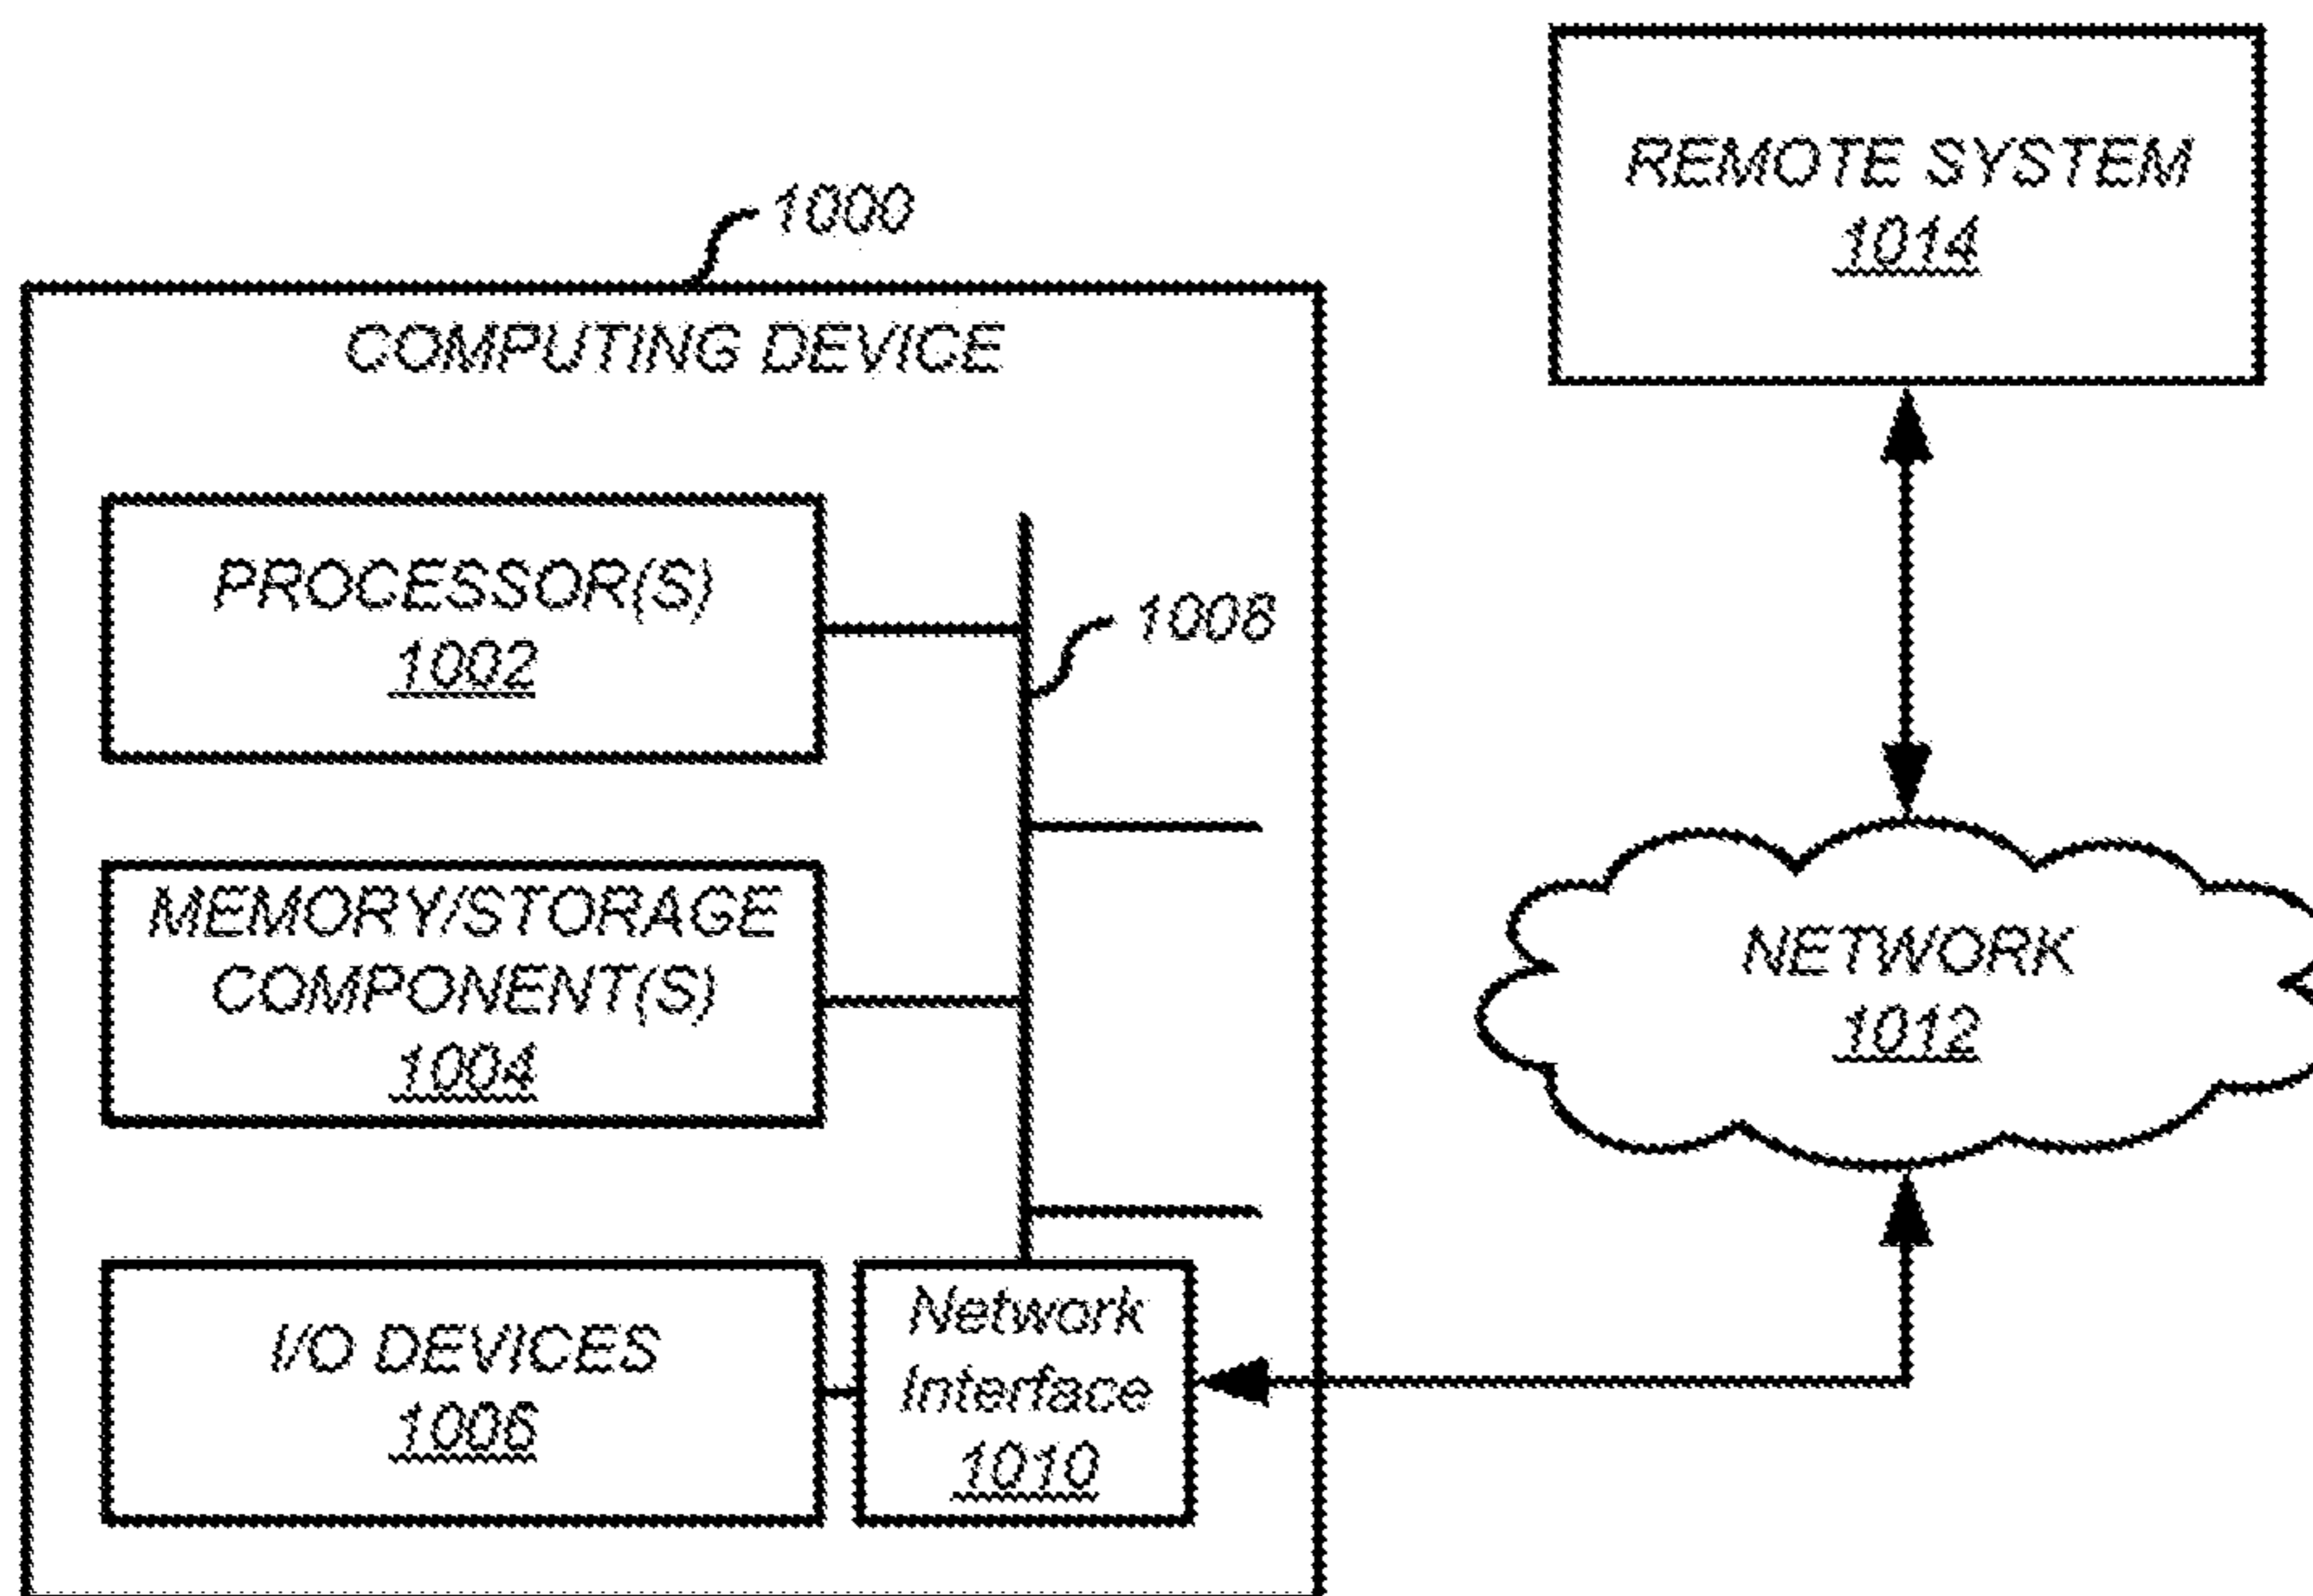 REMOTE SYSTEM
1014
1000
COMPUTING DEVICE
PROCESSOR(S)
1002
1008
MEMORY/STORAGE
COMPONENT(S)
1004
NETWORK
1012
I/O DEVICES
1006
Network
Interface
1010